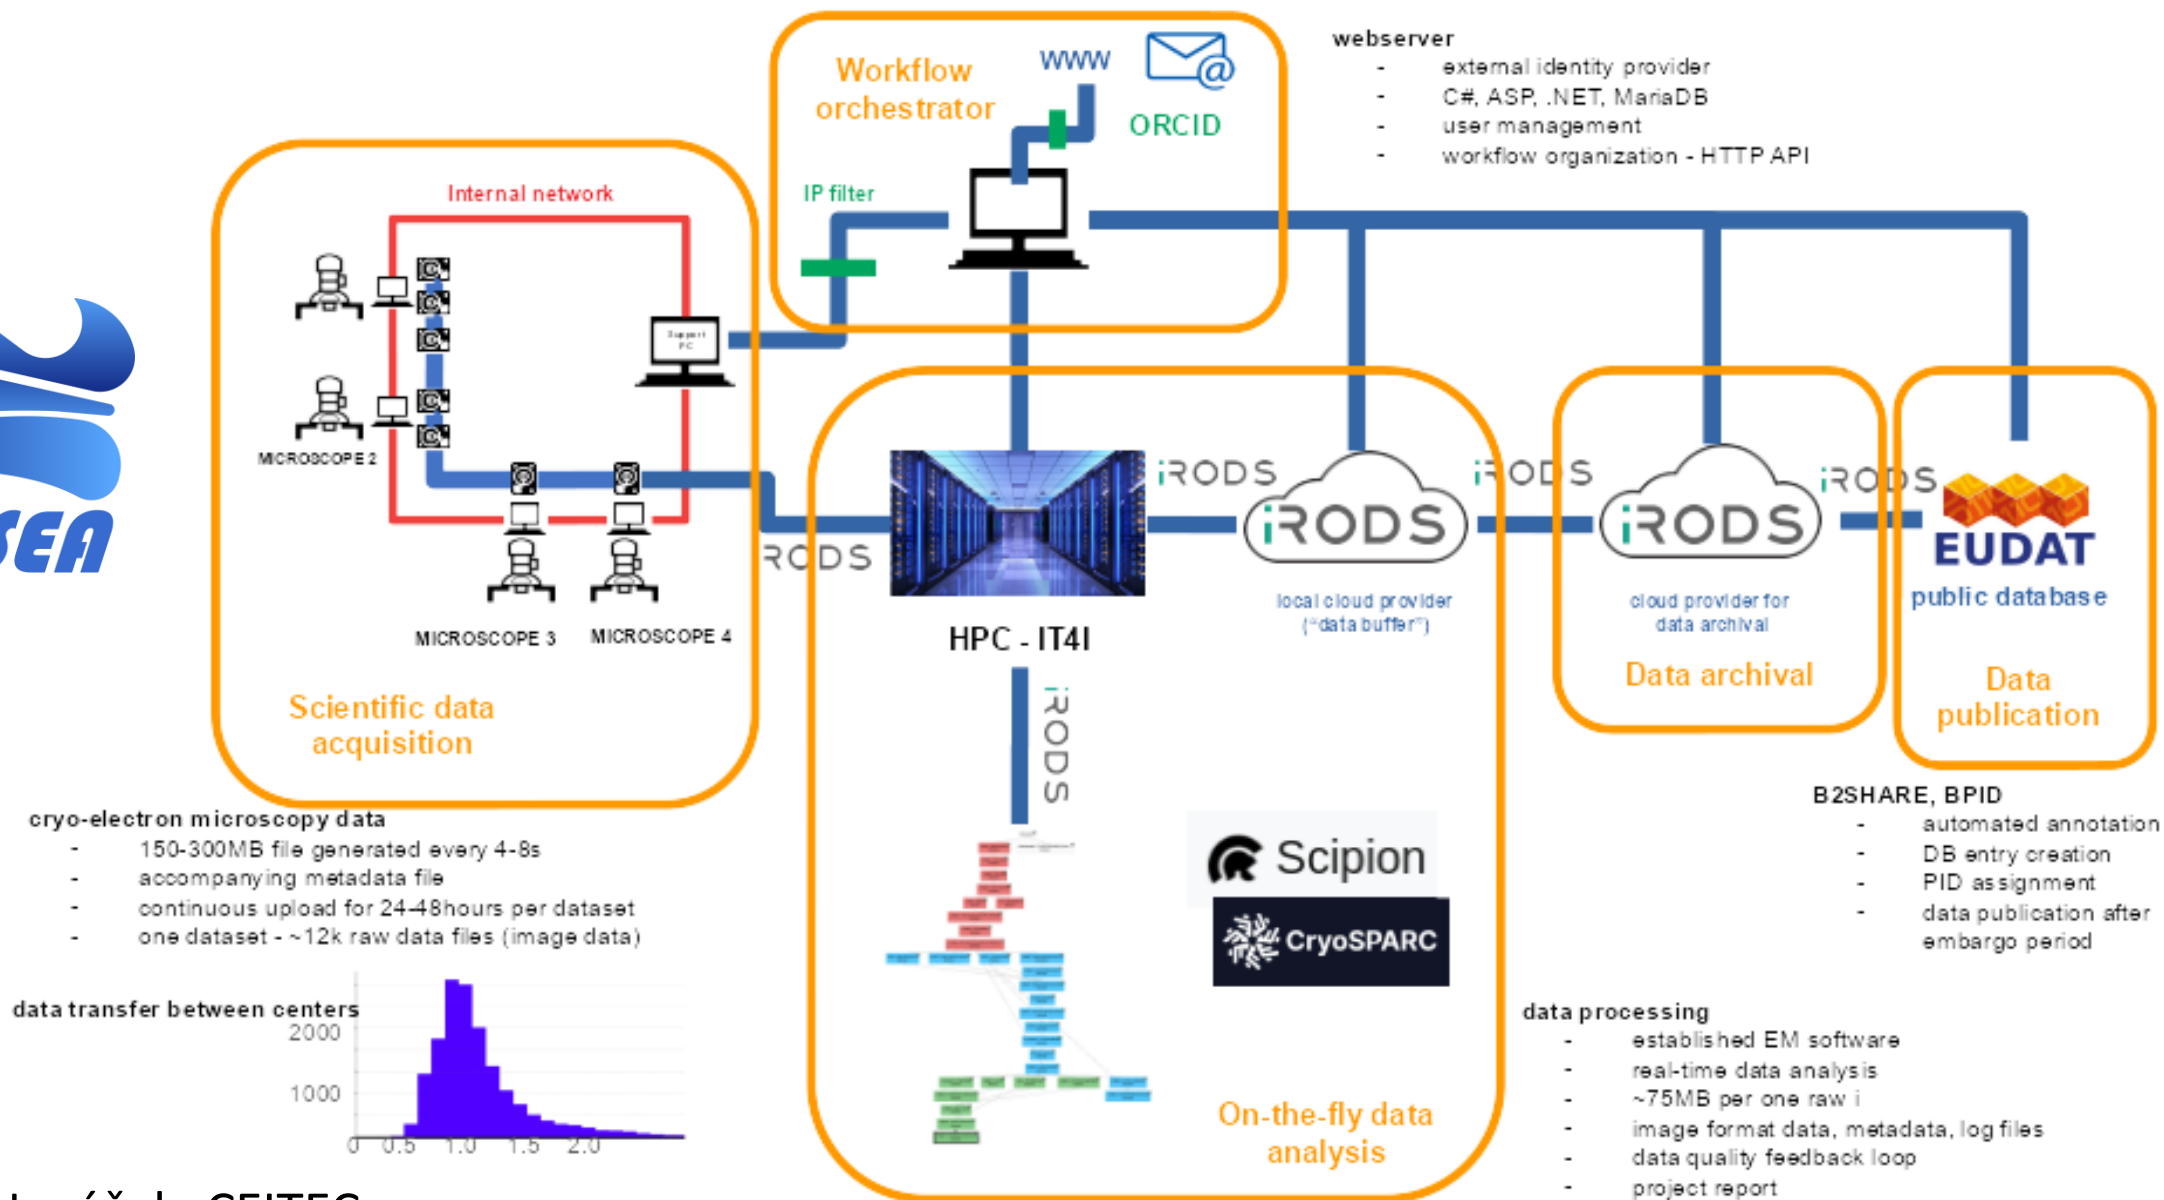 webserver
- external identity provider
- C#, ASP, .NET, MariaDB
- user management
- workflow organization - HTTP API
Workflow
orchestrator
www
ORCID
IP filter
Internal network
Support
PC
MICROSCOPE 2
MICROSCOPE 3
MICROSCOPE 4
Scientific data
acquisition
SEA
RODS
HPC - IT4I
iRODS
iRODS
iRODS
iRODS
iRODS
iRODS
local cloud provider
("data buffer")
cloud provider for
data archival
Data archival
EUDAT
public database
Data
publication
Scipion
CryoSPARC
On-the-fly data
analysis
cryo-electron microscopy data
- 150-300MB file generated every 4-8s
- accompanying metadata file
- continuous upload for 24-48hours per dataset
- one dataset - ~12k raw data files (image data)
data transfer between centers
2000
1000
0 0.5 1.0 1.5 2.0
B2SHARE, BPID
- automated annotation
- DB entry creation
- PID assignment
- data publication after
embargo period
data processing
- established EM software
- real-time data analysis
- ~75MB per one raw i
- image format data, metadata, log files
- data quality feedback loop
- project report
CEITEC